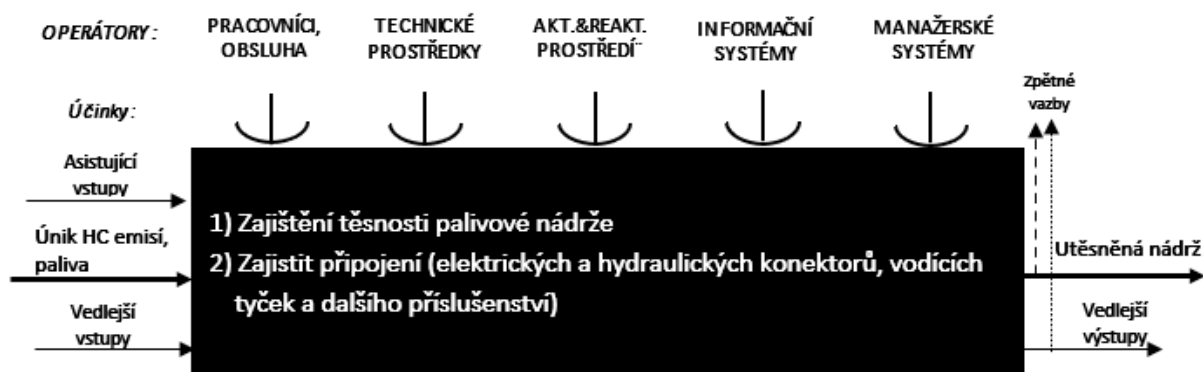 OPERÁTORY:
PRACOVNÍCI,
OBSLUHA
TECHNICKÉ
PROSTŘEDKY
AKT.&REAKT.
PROSTŘEDÍ¨
INFORMAČNÍ
SYSTÉMY
MANAŽERSKÉ
SYSTÉMY
Zpětné
vazby
Účinky:
Asistující
vstupy
Únik HC emisí,
paliva
Vedlejší
vstupy
1) Zajištění těsnosti palivové nádrže
2) Zajistit připojení (elektrických a hydraulických konektorů, vodících
tyček a dalšího příslušenství)
Utěsněná nádrž
Vedlejší
výstupy